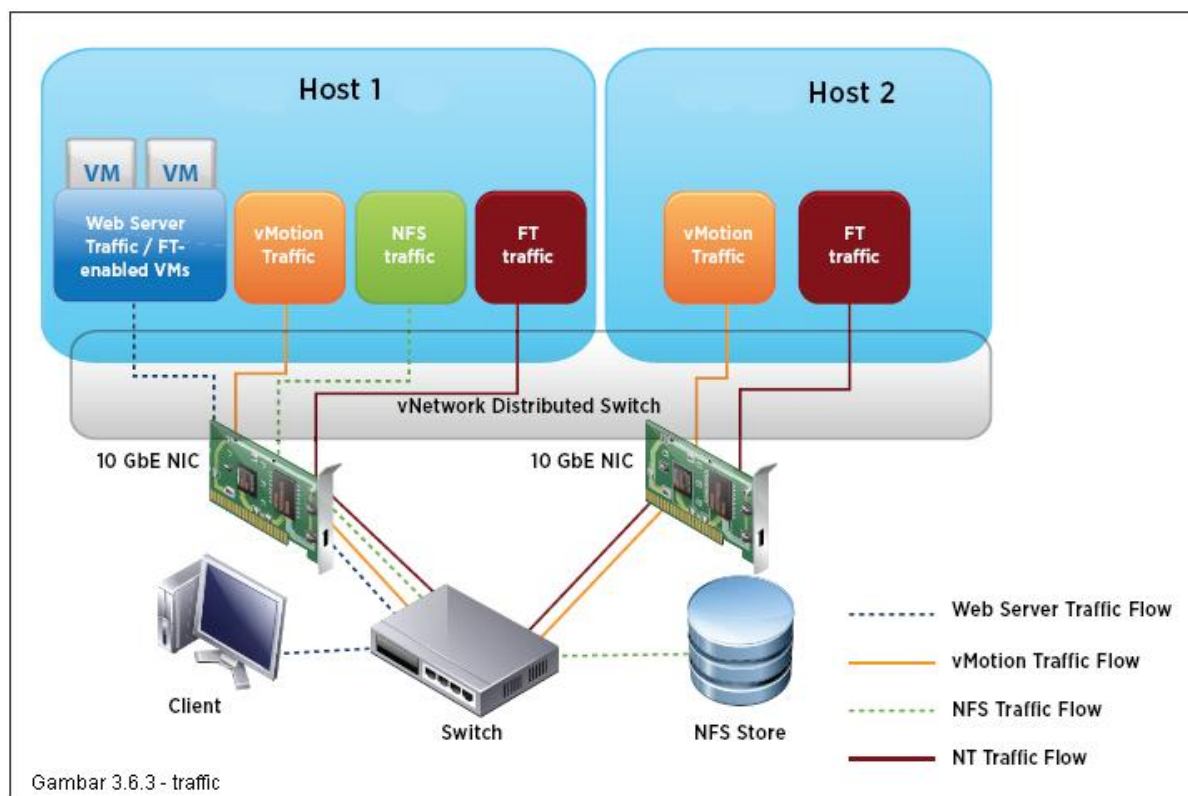 Host 1
Host 2
VM
VM
Web Server
Traffic / FT-
enabled VMs
vMotion
Traffic
NFS
traffic
FT
traffic
vMotion
Traffic
FT
traffic
vNetwork Distributed Switch
10 GbE NIC
10 GbE NIC
Client
Switch
NFS Store
Web Server Traffic Flow
vMotion Traffic Flow
NFS Traffic Flow
NT Traffic Flow
Gambar 3.6.3 - traffic